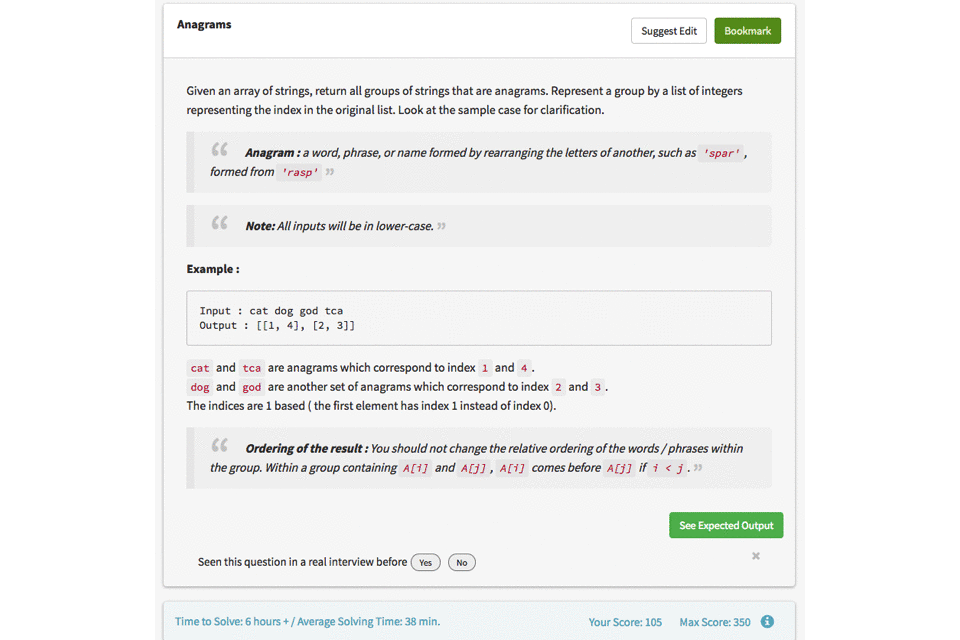 Anagrams
Suggest Edit
Bookmark
Given an array of strings, return all groups of strings that are anagrams. Represent a group by a list of integers
representing the index in the original list. Look at the sample case for clarification.
“ Anagram : a word, phrase, or name formed by rearranging the letters of another, such as 'spar' ,
formed from 'rasp' ”
“ Note: All inputs will be in lower-case. ”
Example :
Input : cat dog god tca
Output : [[1, 4], [2, 3]]
cat and tca are anagrams which correspond to index 1 and 4 .
dog and god are another set of anagrams which correspond to index 2 and 3 .
The indices are 1 based ( the first element has index 1 instead of index 0).
“ Ordering of the result : You should not change the relative ordering of the words / phrases within
the group. Within a group containing A[i] and A[j] , A[i] comes before A[j] if i < j . ”
See Expected Output
Seen this question in a real interview before Yes No
Time to Solve: 6 hours + / Average Solving Time: 38 min.
Your Score: 105
Max Score: 350